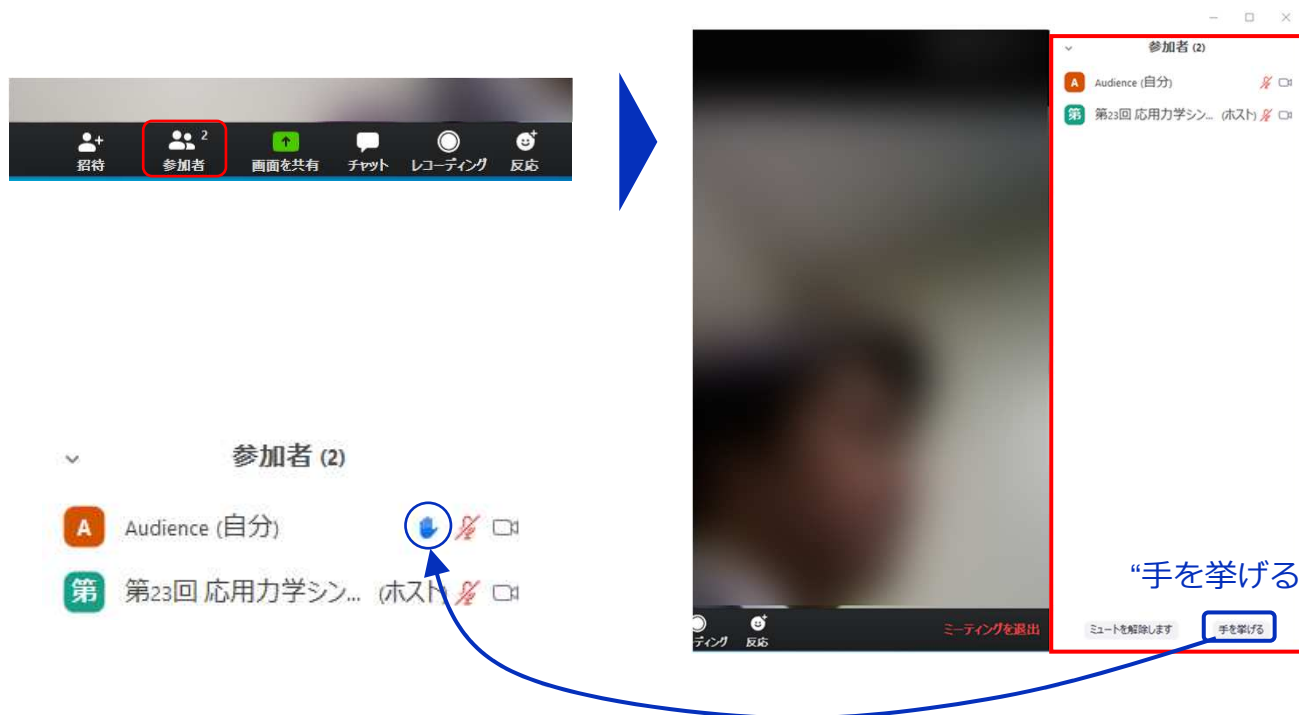 2
招待 参加者 画面を共有 チャット レコーディング 反応
参加者 (2)
A Audience (自分)
第 第23回 応用力学シン... (ホスト)
“手を挙げる
ティング 反応 ミーティングを退出
ミュートを解除します 手を挙げる
参加者 (2)
A Audience (自分)
第 第23回 応用力学シン... (ホスト)